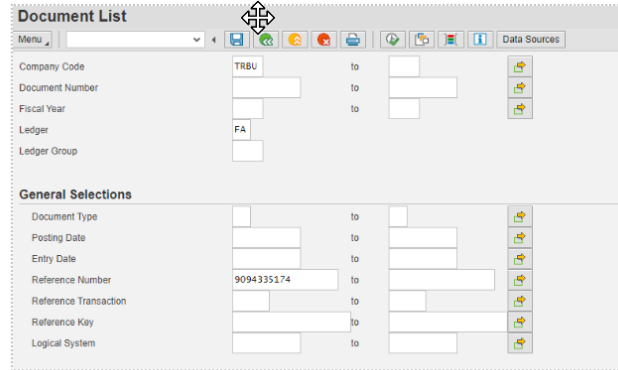 Document List
Menu Data Sources
Company Code TRBU to
Document Number to
Fiscal Year to
Ledger FA
Ledger Group
General Selections
Document Type to
Posting Date to
Entry Date to
Reference Number 9094335174 to
Reference Transaction to
Reference Key to
Logical System to